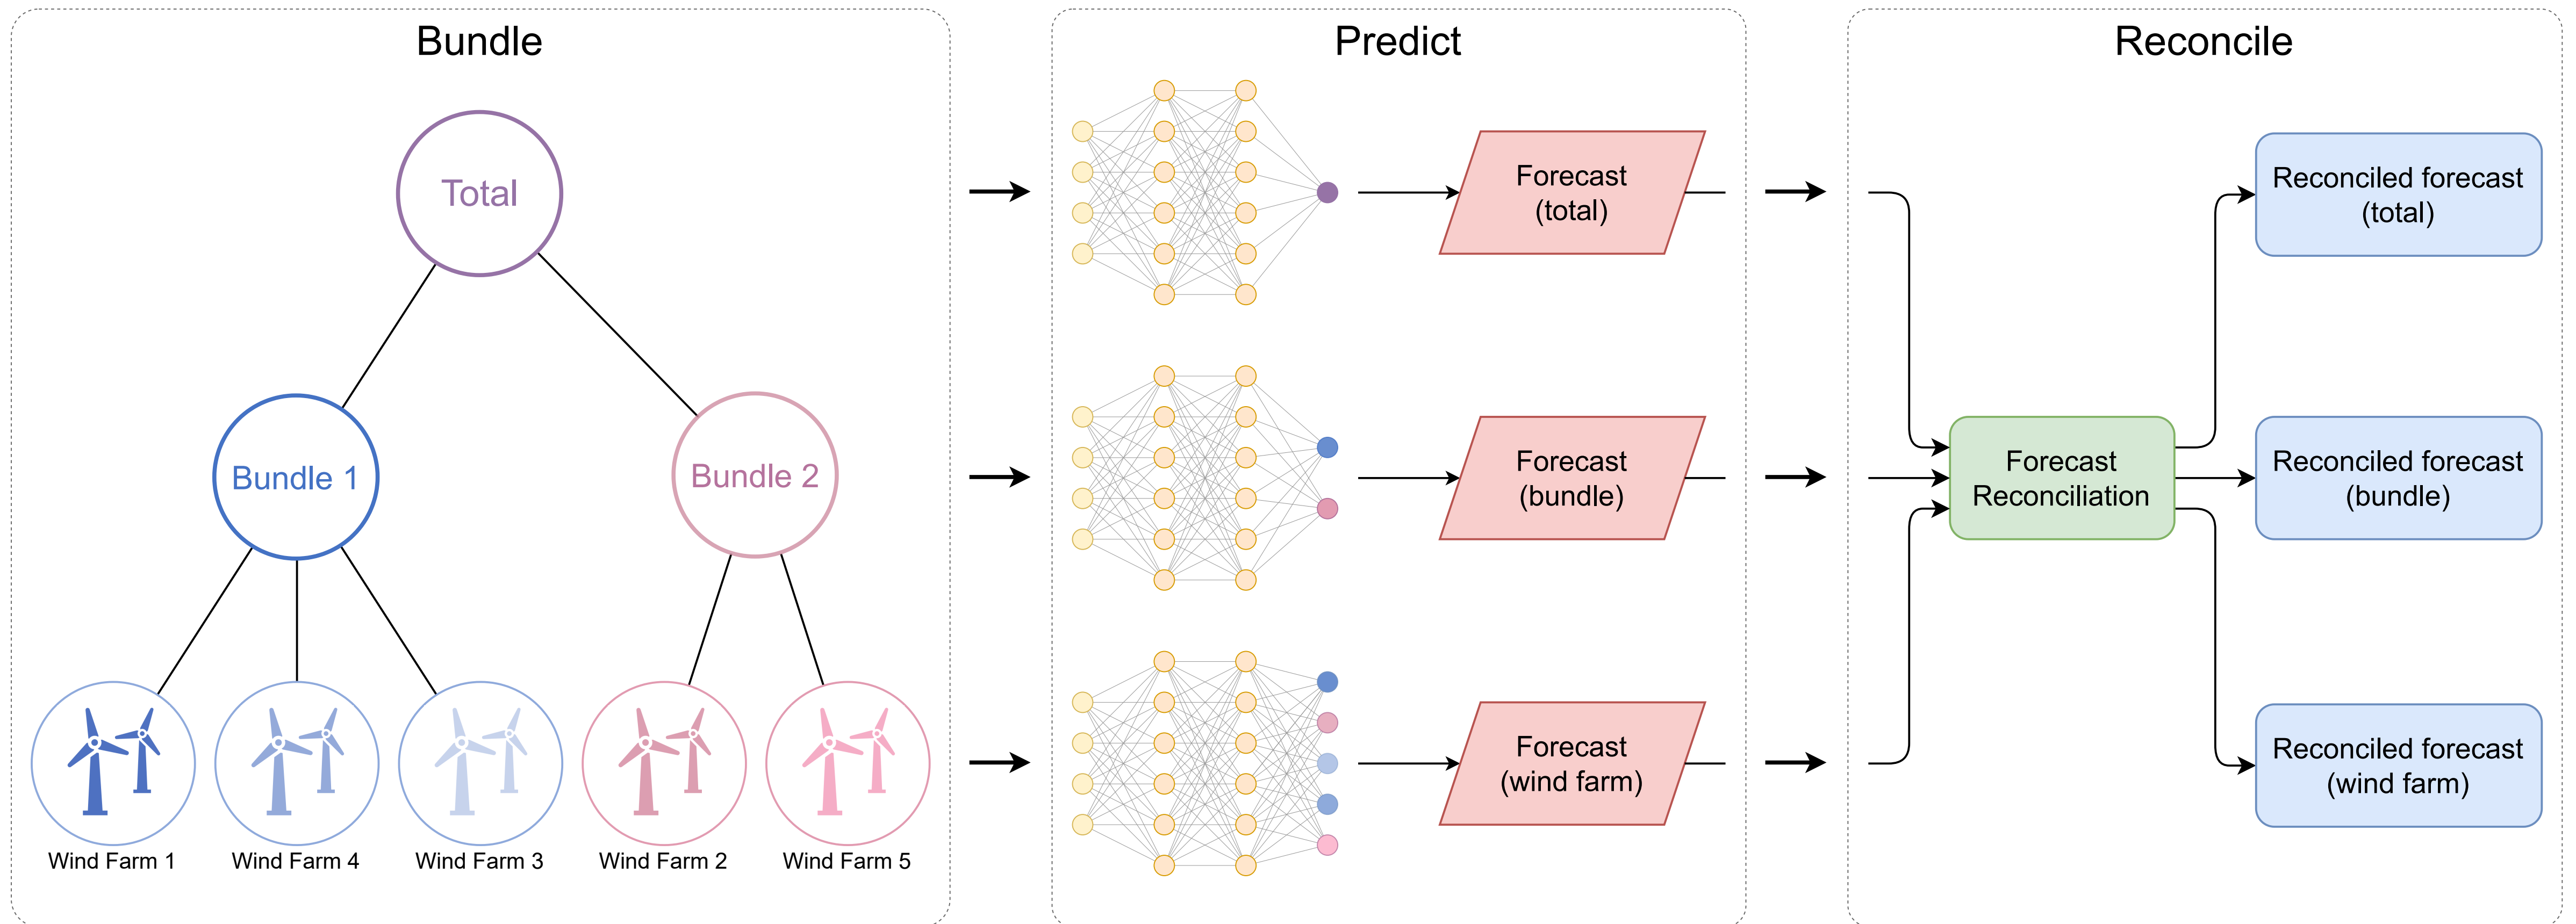 Bundle
Total
Bundle 1
Bundle 2
Wind Farm 1
Wind Farm 4
Wind Farm 3
Wind Farm 2
Wind Farm 5
Predict
Forecast
(total)
Forecast
(bundle)
Forecast
(wind farm)
Reconcile
Forecast
Reconciliation
Reconciled forecast
(total)
Reconciled forecast
(bundle)
Reconciled forecast
(wind farm)